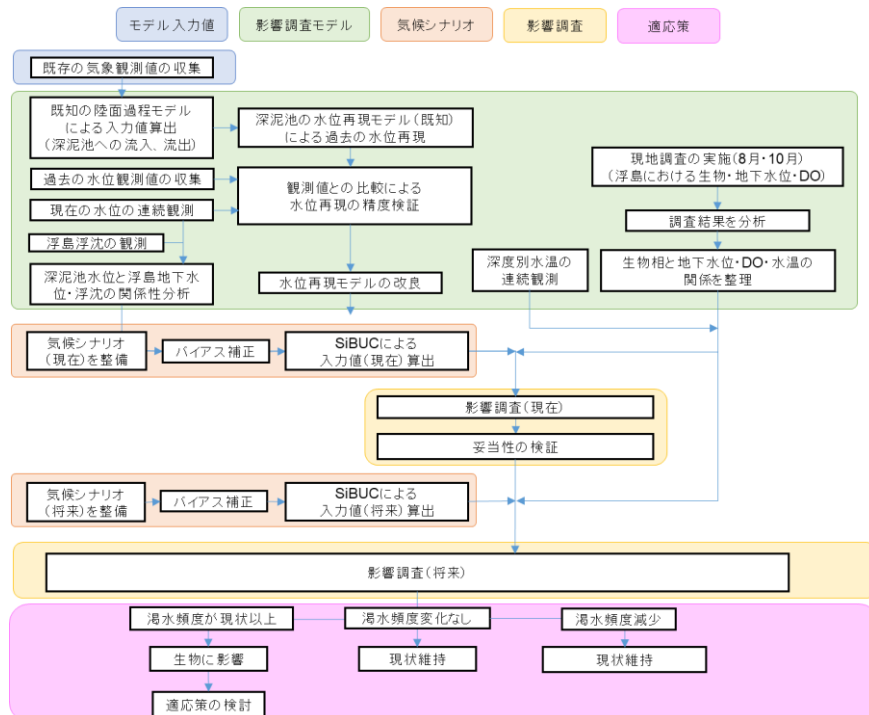 モデル入力値
影響調査モデル
気候シナリオ
影響調査
適応策
既存の気象観測値の収集
既知の陸面過程モデル
による入力値算出
(深泥池への流入、流出)
深泥池の水位再現モデル(既知)
による過去の水位再現
過去の水位観測値の収集
現在の水位の連続観測
観測値との比較による
水位再現の精度検証
浮島浮沈の観測
深泥池水位と浮島地下水
位・浮沈の関係性分析
水位再現モデルの改良
深度別水温の
連続観測
現地調査の実施(8月・10月)
(浮島における生物・地下水位・DO)
調査結果を分析
生物相と地下水位・DO・水温の
関係を整理
気候シナリオ
(現在)を整備
バイアス補正
SiBUCによる
入力値(現在)算出
影響調査(現在)
妥当性の検証
気候シナリオ
(将来)を整備
バイアス補正
SiBUCによる
入力値(将来)算出
影響調査(将来)
渇水頻度が現状以上
渇水頻度変化なし
渇水頻度減少
生物に影響
現状維持
現状維持
適応策の検討